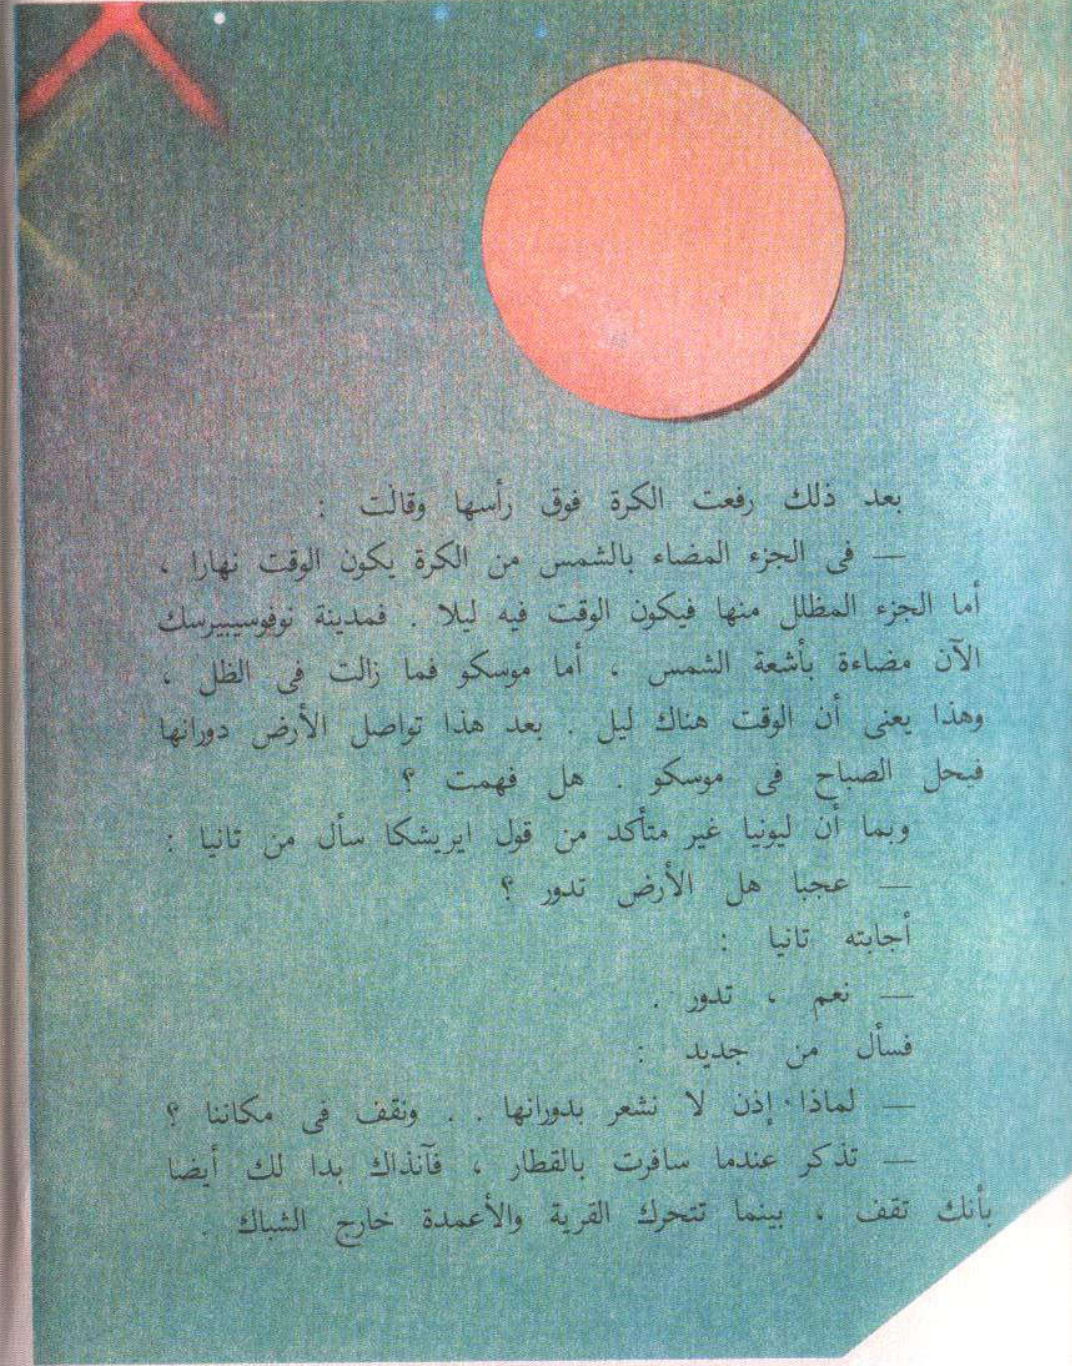 بعد ذلك رفعت الكرة فوق رأسها وقالت :
— فى الجزء المضاء بالشمس من الكرة يكون الوقت نهارا ،
أما الجزء المظلل منها فيكون الوقت فيه ليلا . فمدينة نوفوسيبيرسك
الآن مضاءة بأشعة الشمس ، أما موسكو فما زالت فى الظل ،
وهذا يعنى أن الوقت هناك ليل . بعد هذا تواصل الأرض دورانها
فيحل الصباح فى موسكو . هل فهمت ؟
وبما أن ليونيا غير متأكد من قول ايريشكا سأل من تانيا :
— عجبا هل الأرض تدور ؟
أجابته تانيا :
— نعم ، تدور .
فسأل من جديد :
— لماذا إذن لا نشعر بدورانها . . ونقف فى مكاننا ؟
— تذكر عندما سافرت بالقطار ، فآنذاك بدا لك أيضا
بأنك تقف ، بينما تتحرك القرية والأعمدة خارج الشباك .